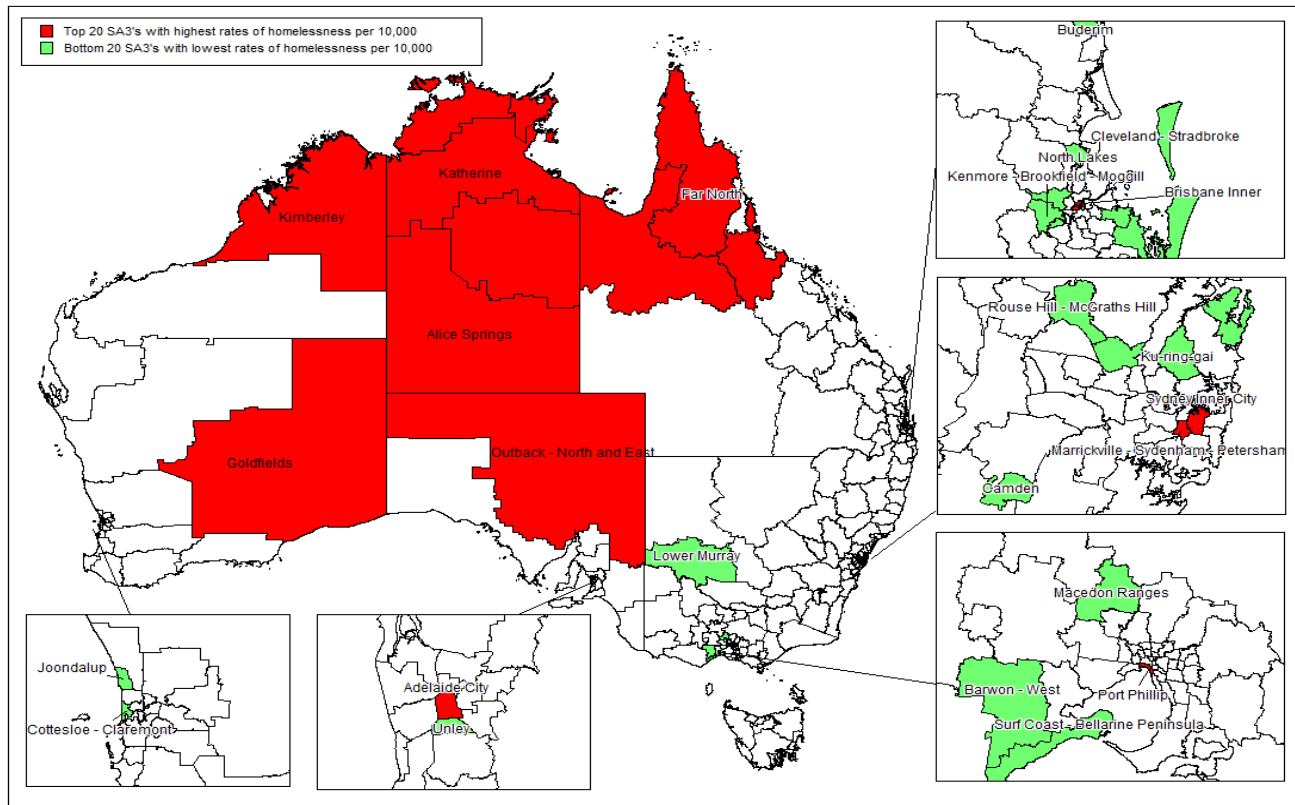 Top 20 SA3's with highest rates of homelessness per 10,000
Bottom 20 SA3's with lowest rates of homelessness per 10,000
Katherine
Kimberley
Far North
Alice Springs
Goldfields
Outback - North and East
Lower Murray
Buderim
Cleveland - Stradbroke
North Lakes
Kenmore - Brookfield - Moggill
Brisbane Inner
Rouse Hill - McGraths Hill
Ku-ring-gai
Sydney Inner City
Marrickville - Sydenham - Petersham
Camden
Macedon Ranges
Barwon - West
Port Phillip
Surf Coast - Bellarine Peninsula
Joondalup
Cottesloe - Claremont
Adelaide City
Unley